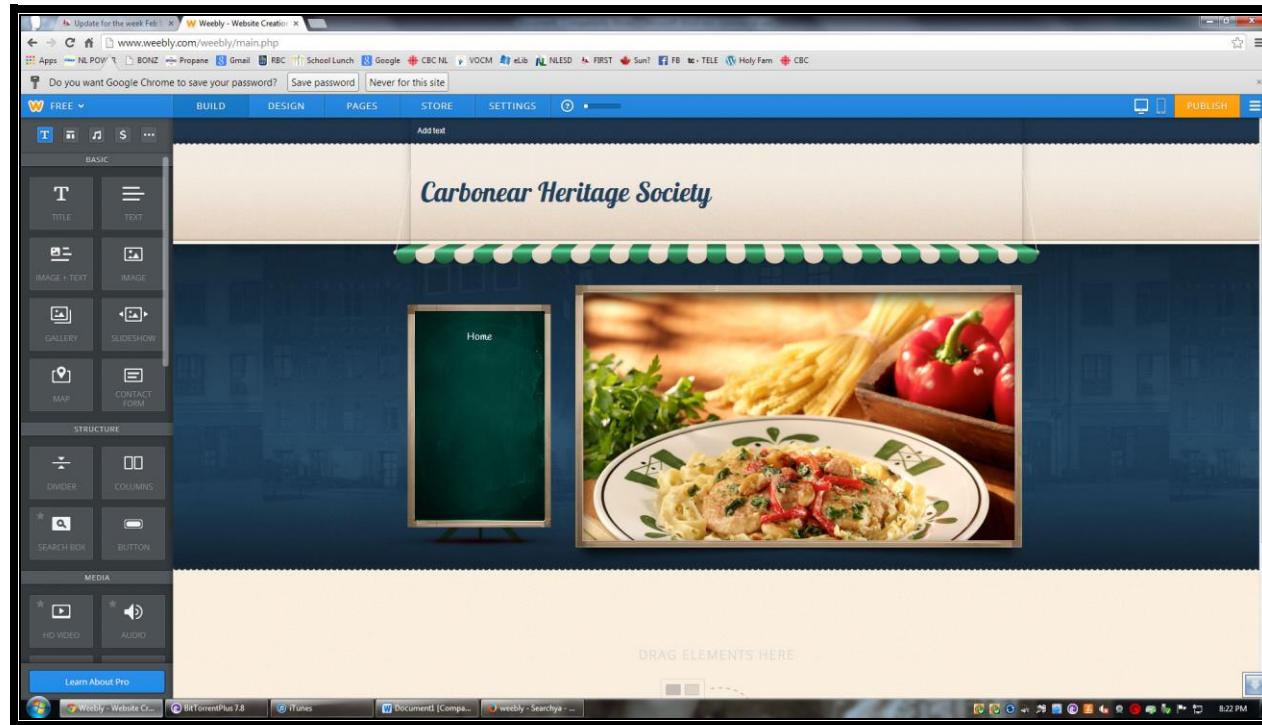 Update for the week Feb
Weebly - Website Creation
www.weebly.com/weebly/main.php
Apps NL POW BONZ Propane Gmail RBC School Lunch Google CBC NL VOCM eLib NLESD FIRST Sun? FB TELE Holy Fam CBC
Do you want Google Chrome to save your password? Save password Never for this site
FREE BUILD DESIGN PAGES STORE SETTINGS PUBLISH
Add text
BASIC
TITLE TEXT
Carbonear Heritage Society
IMAGE + TEXT IMAGE
GALLERY SLIDESHOW
Home
MAP CONTACT FORM
STRUCTURE
DIVIDER COLUMNS
SEARCH BOX BUTTON
MEDIA
HD VIDEO AUDIO
DRAG ELEMENTS HERE
Learn About Pro
Weebly - Website Cr... BitTorrentPlus 7.8 iTunes Document1 [Compa... weebly - Searchya - ... 8:22 PM